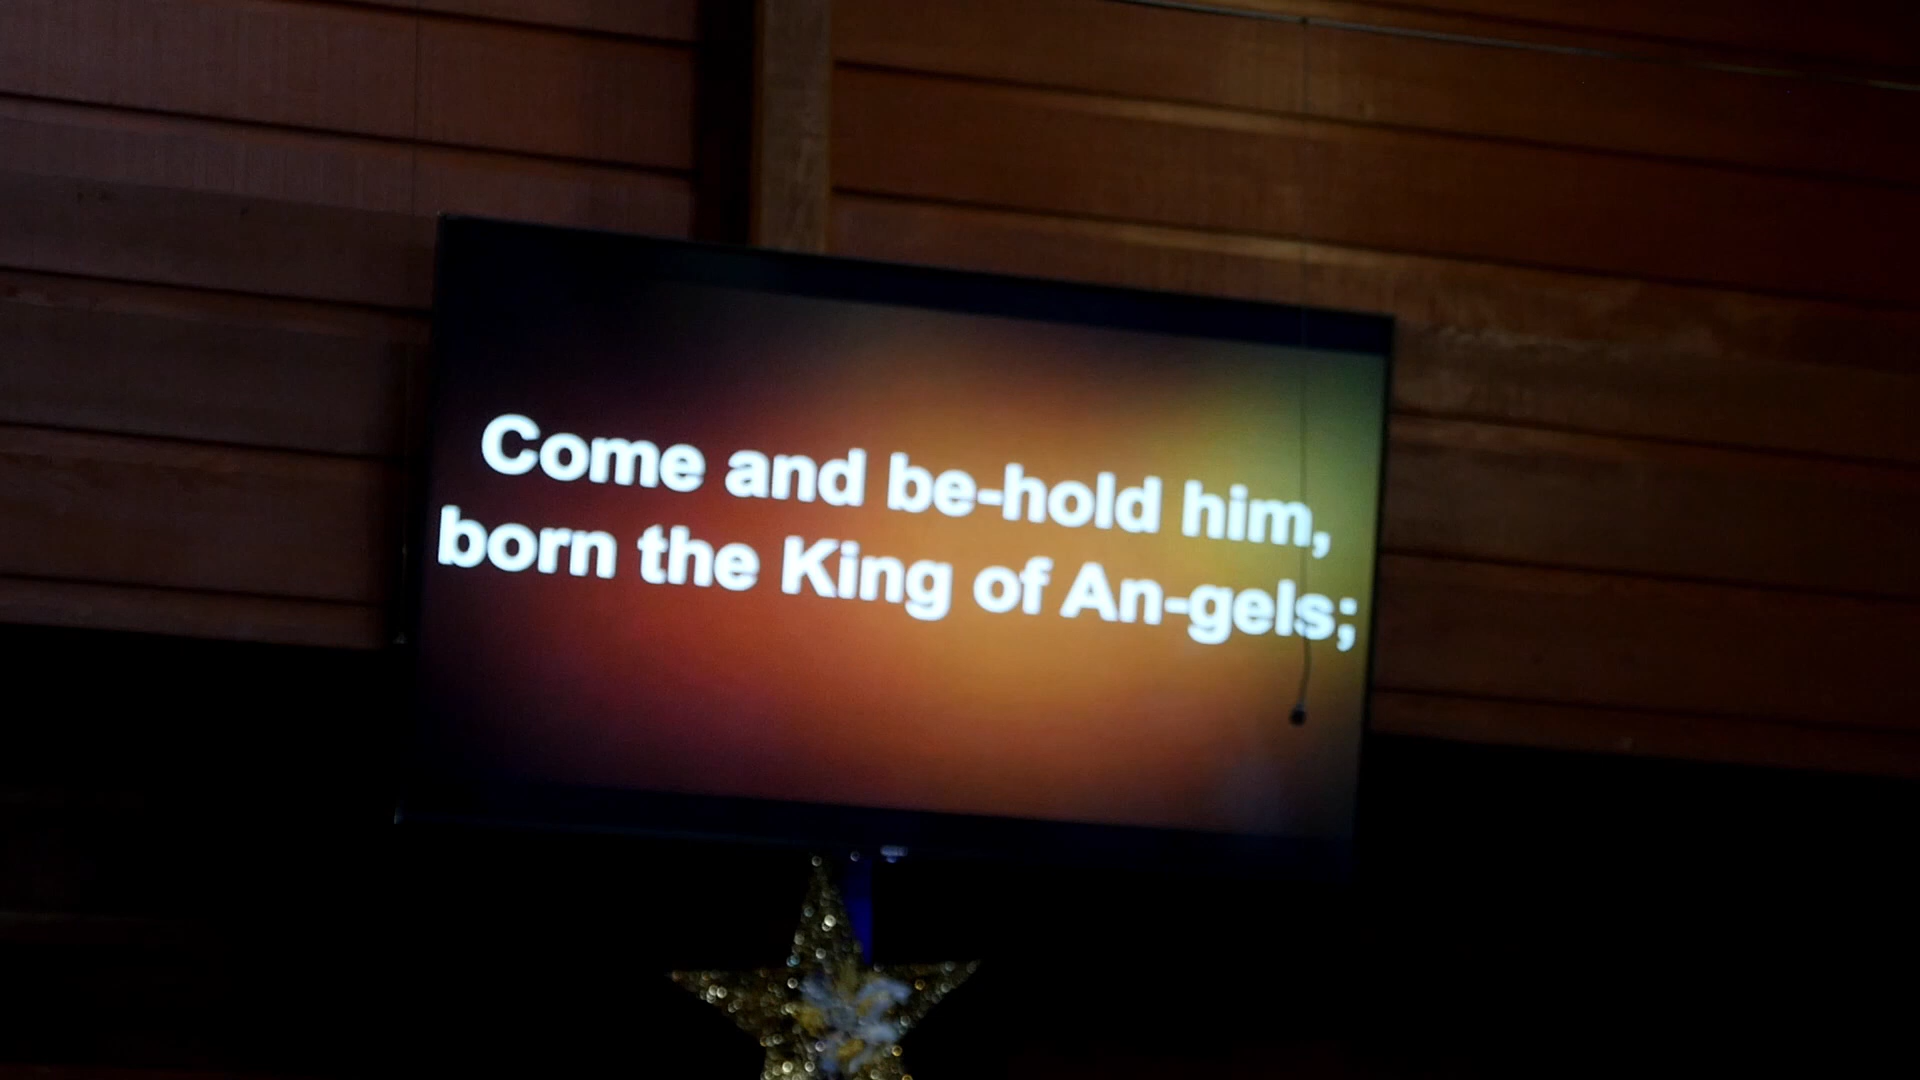 Come and be-hold him,
born the King of An-gels;